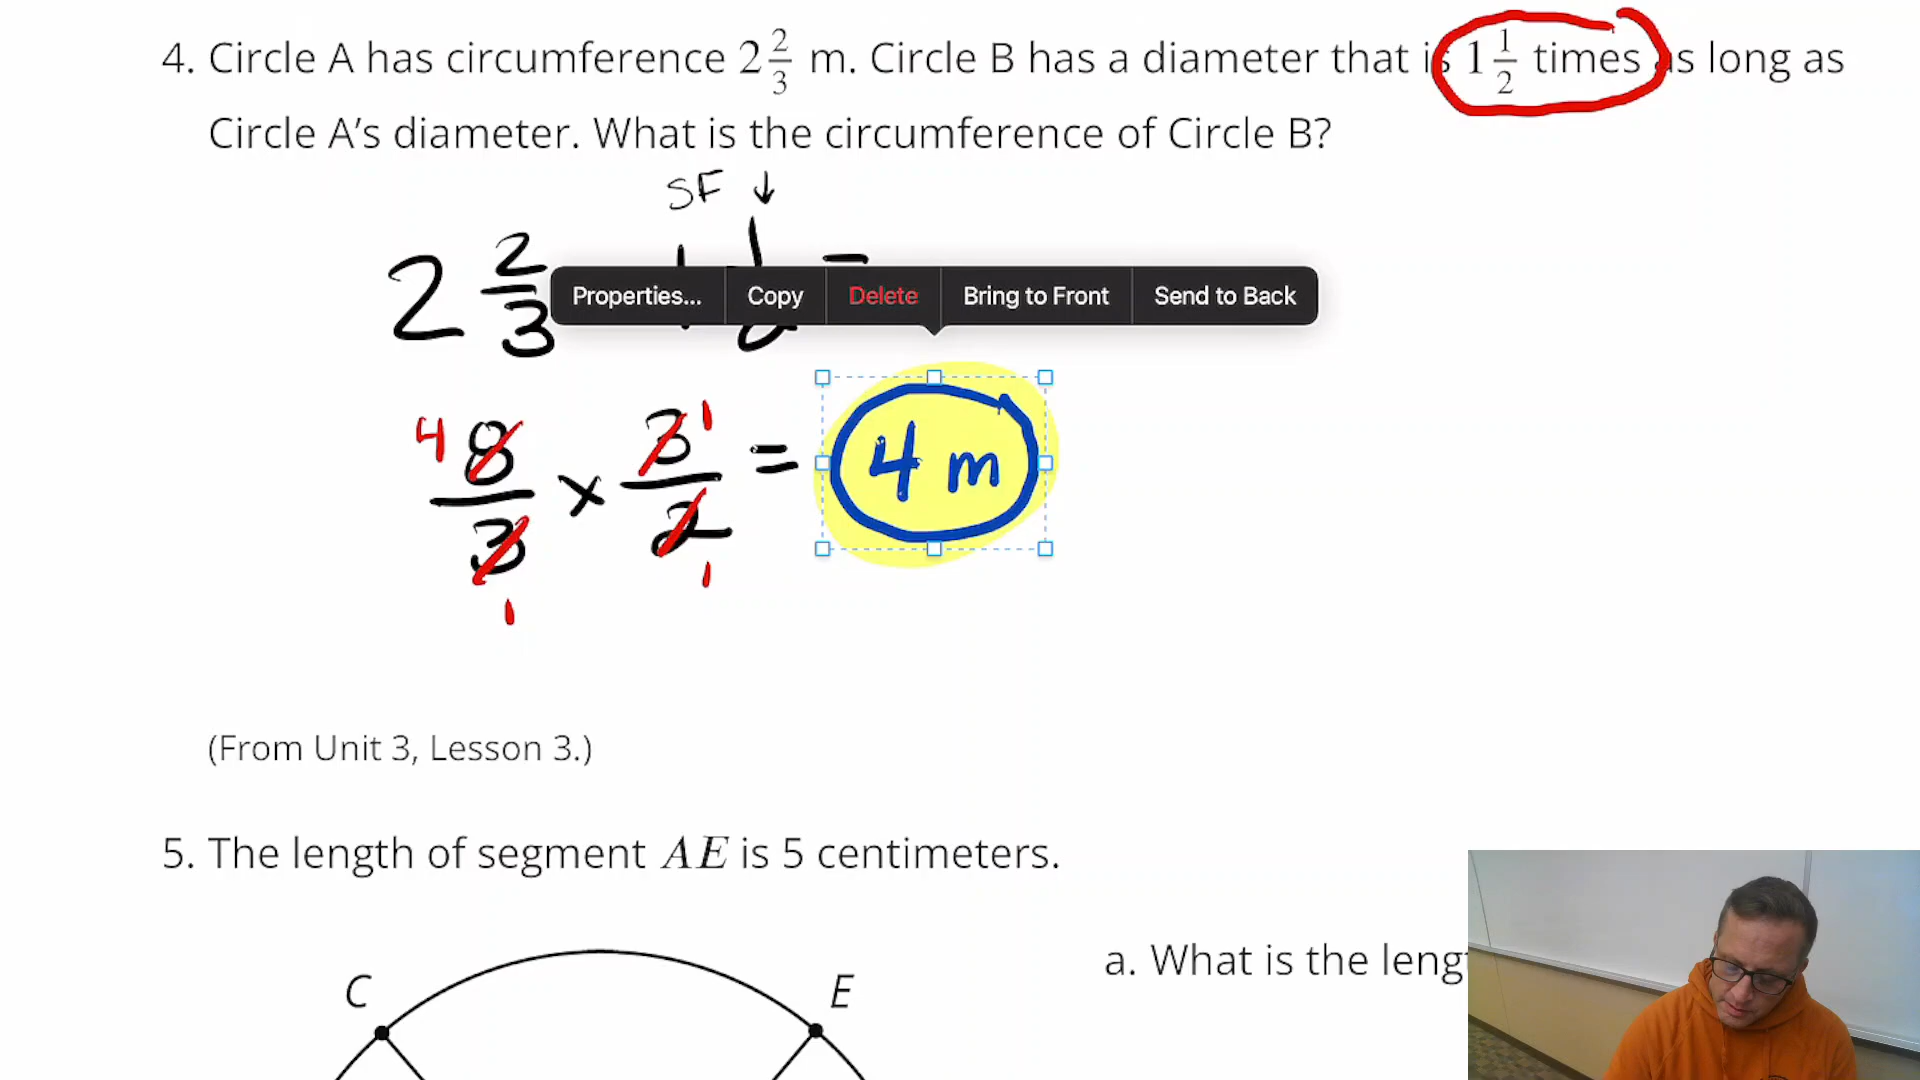 4. Circle A has circumference 2 2/3 m. Circle B has a diameter that is 1 1/2 times as long as
Circle A's diameter. What is the circumference of Circle B?
SF ↓
2 2/3 1 1/2 =
Properties... Copy Delete Bring to Front Send to Back
4 8/3 1 × 3 1/2 1 = 4 m
(From Unit 3, Lesson 3.)
5. The length of segment AE is 5 centimeters.
C E
a. What is the leng